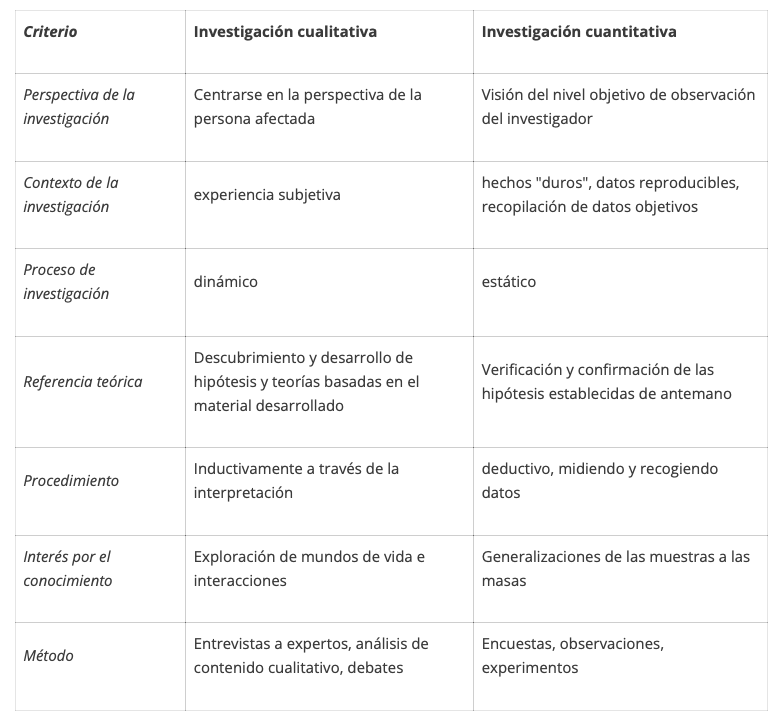 Criterio
Investigación cualitativa
Investigación cuantitativa
Perspectiva de la
investigación
Centrarse en la perspectiva de la
persona afectada
Visión del nivel objetivo de observación
del investigador
Contexto de la
investigación
experiencia subjetiva
hechos "duros", datos reproducibles,
recopilación de datos objetivos
Proceso de
investigación
dinámico
estático
Referencia teórica
Descubrimiento y desarrollo de
hipótesis y teorías basadas en el
material desarrollado
Verificación y confirmación de las
hipótesis establecidas de antemano
Procedimiento
Inductivamente a través de la
interpretación
deductivo, midiendo y recogiendo
datos
Interés por el
conocimiento
Exploración de mundos de vida e
interacciones
Generalizaciones de las muestras a las
masas
Método
Entrevistas a expertos, análisis de
contenido cualitativo, debates
Encuestas, observaciones,
experimentos